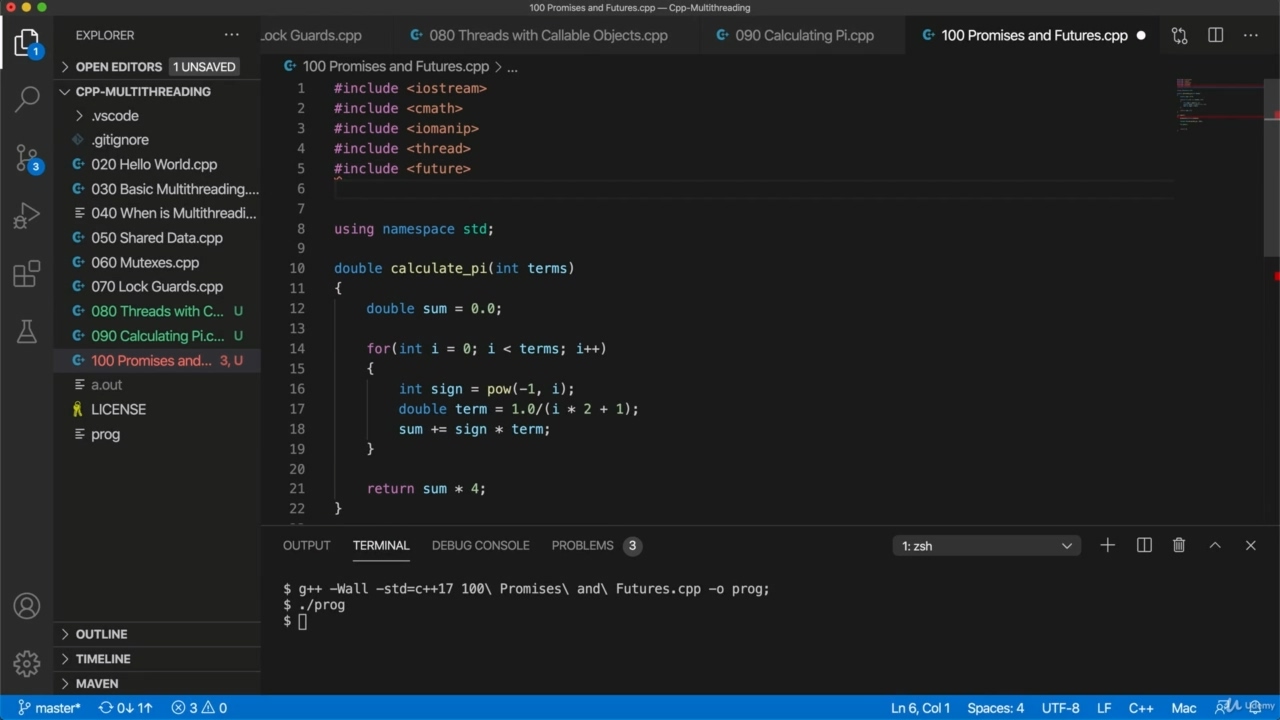 100 Promises and Futures.cpp — Cpp-Multithreading
EXPLORER
Lock Guards.cpp
080 Threads with Callable Objects.cpp
090 Calculating Pi.cpp
100 Promises and Futures.cpp
OPEN EDITORS 1 UNSAVED
100 Promises and Futures.cpp > ...
CPP-MULTITHREADING
.vscode
.gitignore
020 Hello World.cpp
030 Basic Multithreading....
040 When is Multithreadi...
050 Shared Data.cpp
060 Mutexes.cpp
070 Lock Guards.cpp
080 Threads with C... U
090 Calculating Pi.c... U
100 Promises and... 3, U
a.out
LICENSE
prog
OUTLINE
TIMELINE
MAVEN
1
3
1 #include <iostream>
2 #include <cmath>
3 #include <iomanip>
4 #include <thread>
5 #include <future>
6
7
8 using namespace std;
9
10 double calculate_pi(int terms)
11 {
12 double sum = 0.0;
13
14 for(int i = 0; i < terms; i++)
15 {
16 int sign = pow(-1, i);
17 double term = 1.0/(i * 2 + 1);
18 sum += sign * term;
19 }
20
21 return sum * 4;
22 }
OUTPUT TERMINAL DEBUG CONSOLE PROBLEMS 3
1: zsh
$ g++ -Wall -std=c++17 100\ Promises\ and\ Futures.cpp -o prog;
$ ./prog
$
master* 0↓ 1↑ 3 0
Ln 6, Col 1 Spaces: 4 UTF-8 LF C++ Mac
Udemy